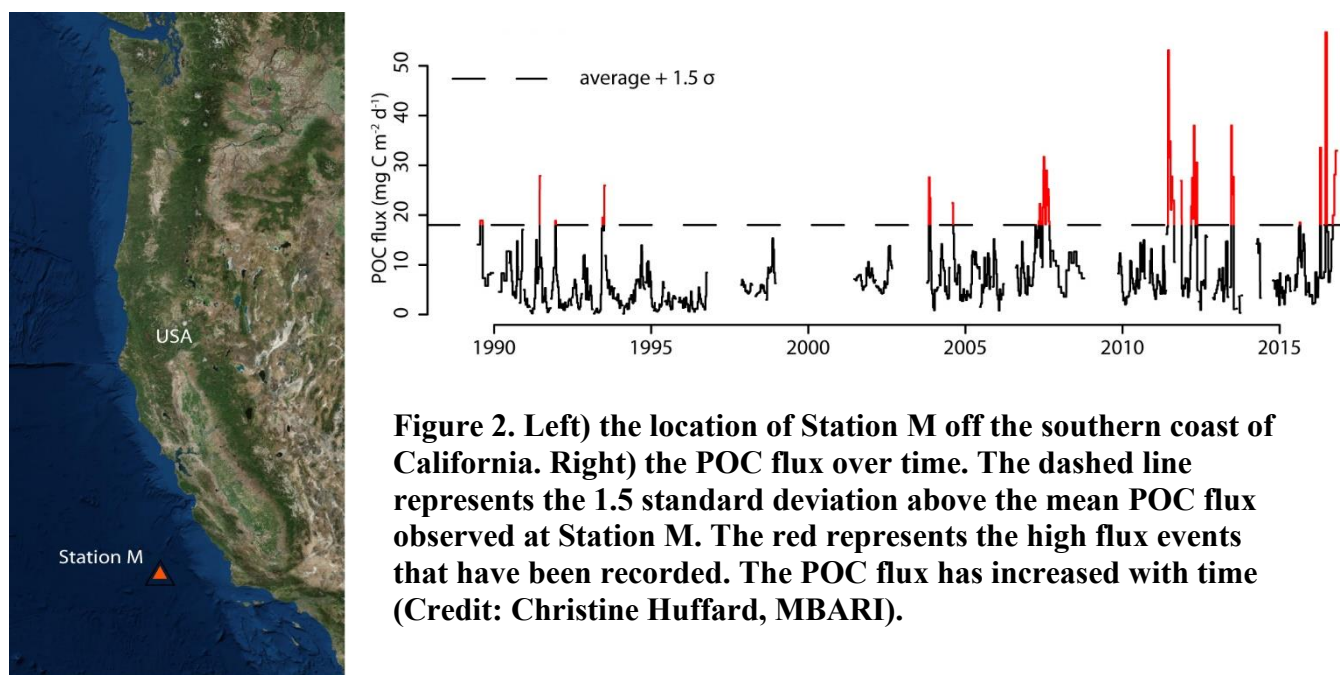 USA
Station M
POC flux (mg C m⁻² d⁻¹)
50
40
30
20
10
0
average + 1.5 σ
1990 1995 2000 2005 2010 2015
Figure 2. Left) the location of Station M off the southern coast of
California. Right) the POC flux over time. The dashed line
represents the 1.5 standard deviation above the mean POC flux
observed at Station M. The red represents the high flux events
that have been recorded. The POC flux has increased with time
(Credit: Christine Huffard, MBARI).